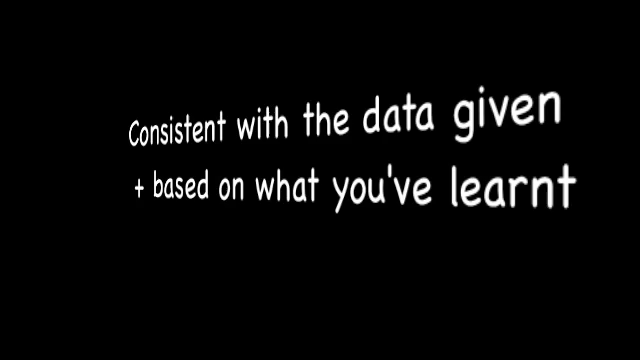 Consistent with the data given
+ based on what you've learnt